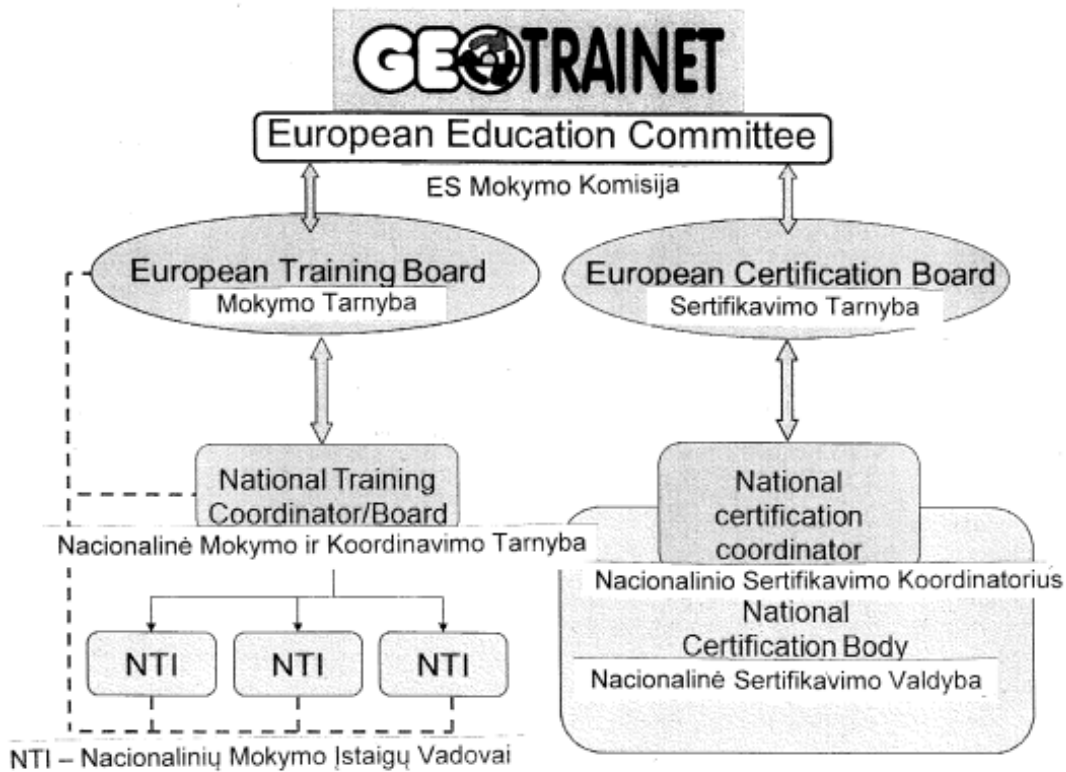 GEOTRAINET
European Education Committee
ES Mokymo Komisija
European Training Board
Mokymo Tarnyba
European Certification Board
Sertifikavimo Tarnyba
National Training
Coordinator/Board
Nacionalinė Mokymo ir Koordinavimo Tarnyba
National
certification
coordinator
Nacionalinio Sertifikavimo Koordinatorius
National
Certification Body
Nacionalinė Sertifikavimo Valdyba
NTI
NTI
NTI
NTI – Nacionalinių Mokymo Įstaigų Vadovai